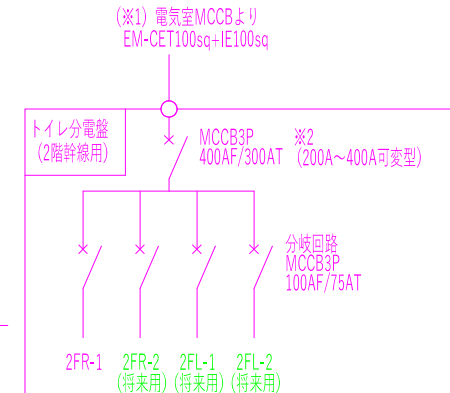 (※1) 電気室MCCBより
EM-CET100sq+IE100sq
トイレ分電盤
(2階幹線用)
MCCB3P ※2
400AF/300AT (200A～400A可変型)
分岐回路
MCCB3P
100AF/75AT
2FR-1 2FR-2 2FL-1 2FL-2
(将来用) (将来用) (将来用)